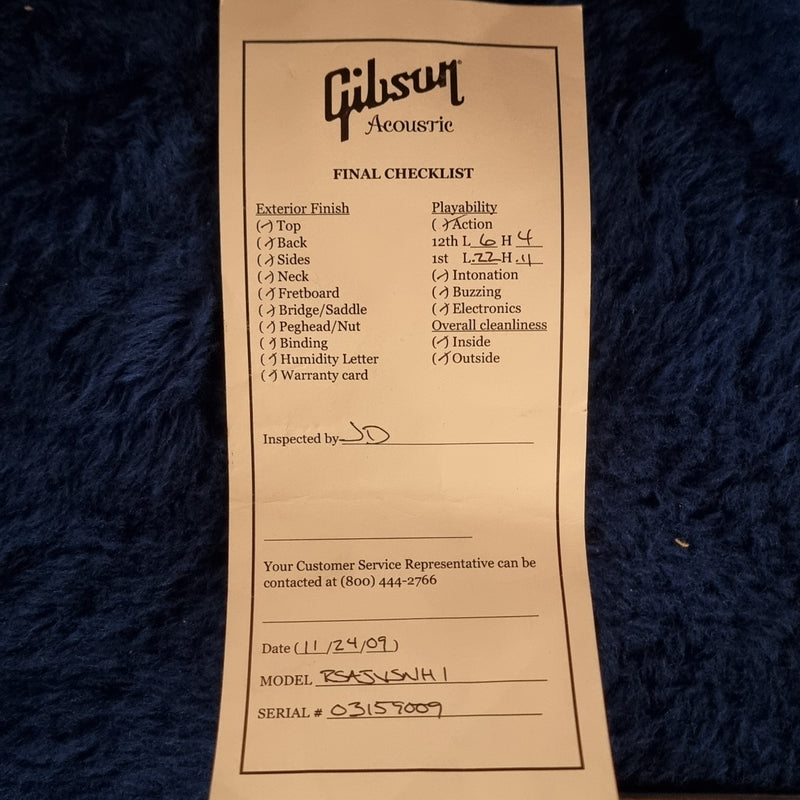 Gibson
Acoustic
FINAL CHECKLIST
Exterior Finish
(✓) Top
(✓) Back
(✓) Sides
(✓) Neck
(✓) Fretboard
(✓) Bridge/Saddle
(✓) Peghead/Nut
(✓) Binding
(✓) Humidity Letter
(✓) Warranty card
Playability
(✓) Action
12th L 6 H 4
1st L .22 H .11
(✓) Intonation
(✓) Buzzing
(✓) Electronics
Overall cleanliness
(✓) Inside
(✓) Outside
Inspected by JD
Your Customer Service Representative can be
contacted at (800) 444-2766
Date (11/24/09)
MODEL RSAJVSNH1
SERIAL # 03159009